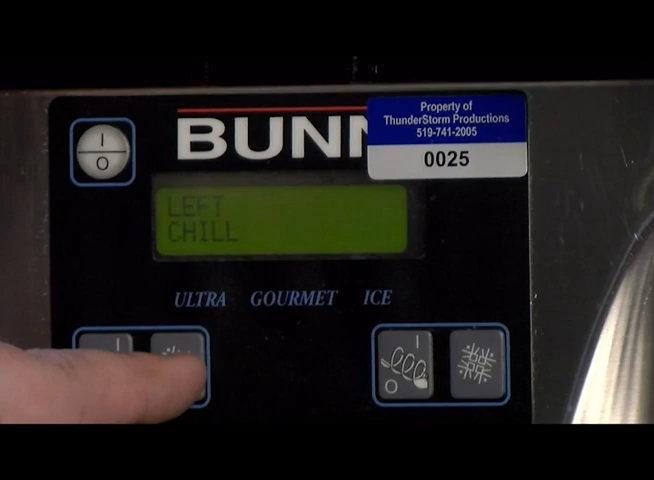 BUNN
Property of
ThunderStorm Productions
519-741-2005
0025
LEFT
CHILL
ULTRA GOURMET ICE
I
O
I
I
O